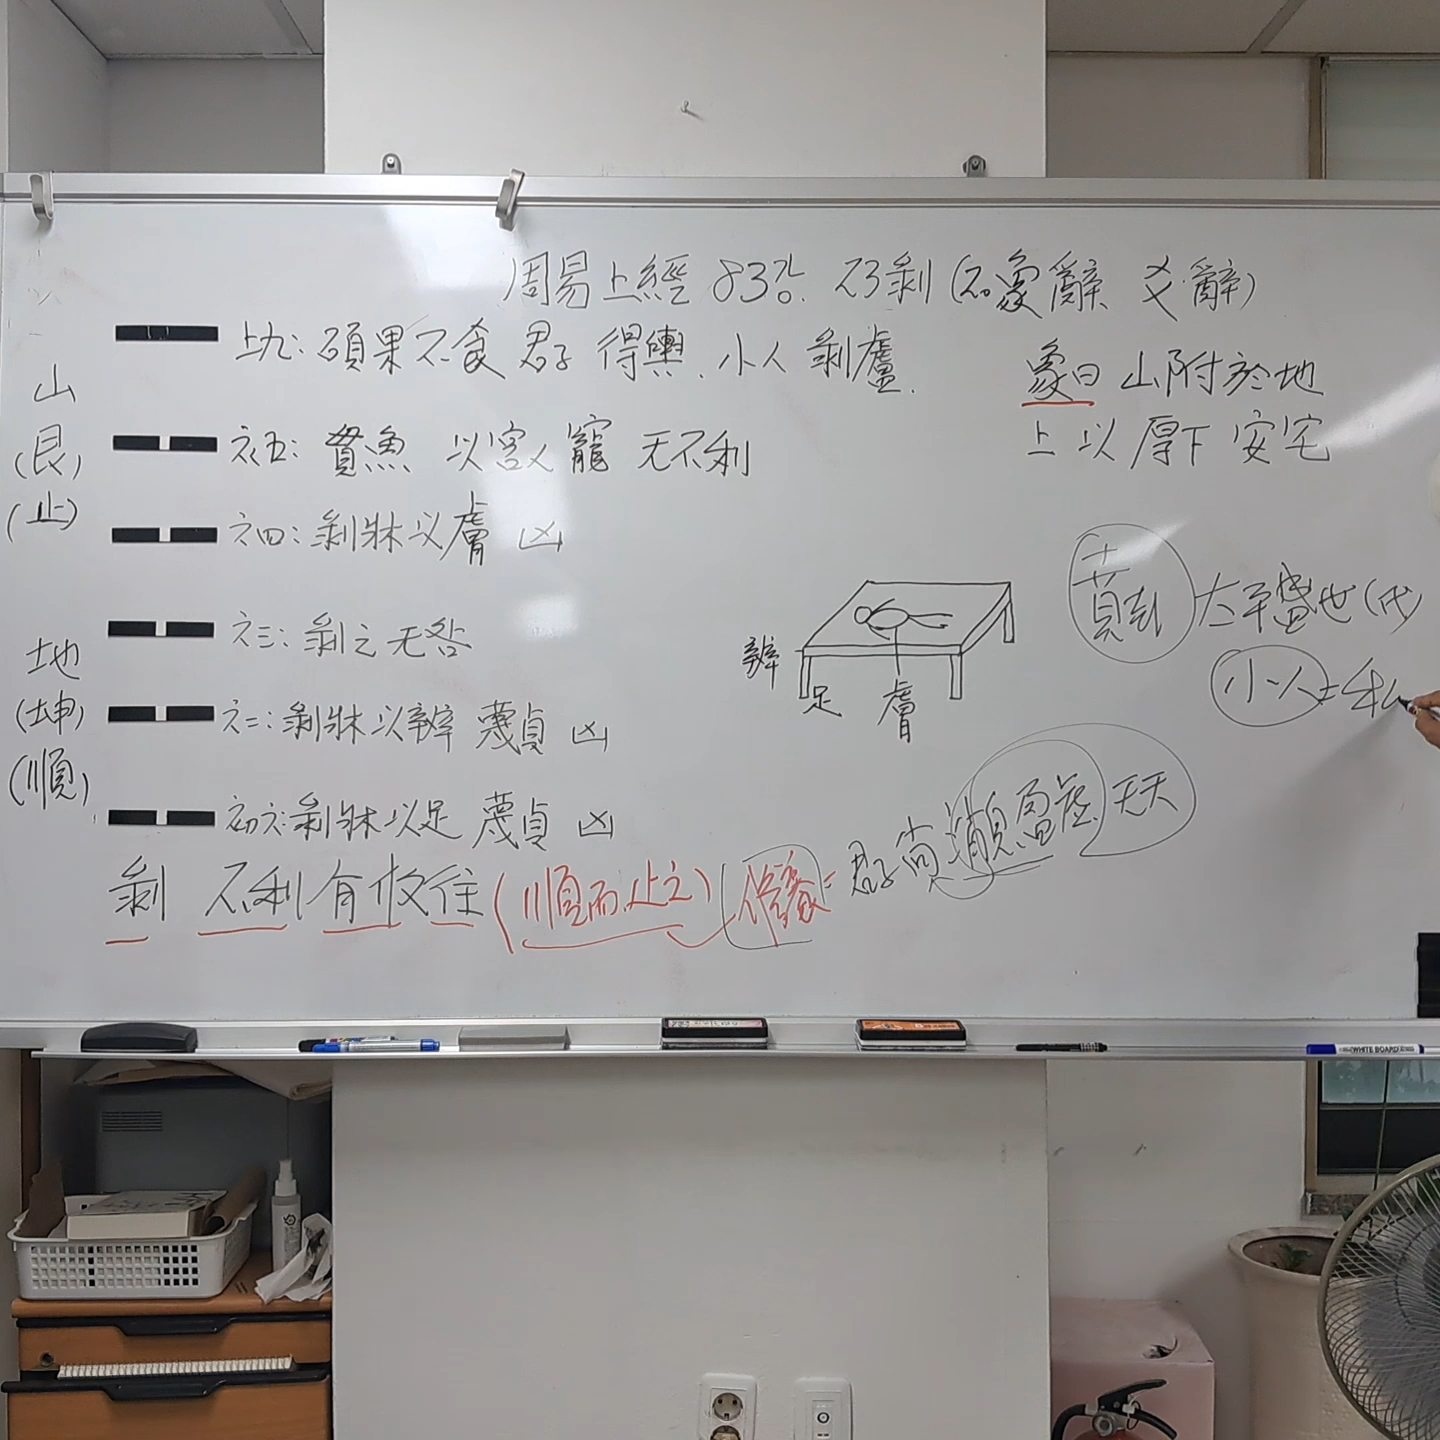 周易上經 83강. 23剝(2. 象辭 爻辭)
上九: 碩果不食 君子 得輿. 小人 剝廬.
六五: 貫魚 以宮人 寵 无不利
六四: 剝牀以膚 凶
六三: 剝之无咎
六二: 剝牀以辨 蔑貞 凶
初六: 剝牀以足 蔑貞 凶
山
(艮)
(止)
地
(坤)
(順)
剝 不利有攸往 (順而止之)
君子尙消息盈虛 天
象曰 山附於地
上以厚下安宅
辨
足
膚
太平盛世(代)
小人=私
WHITE BOARD